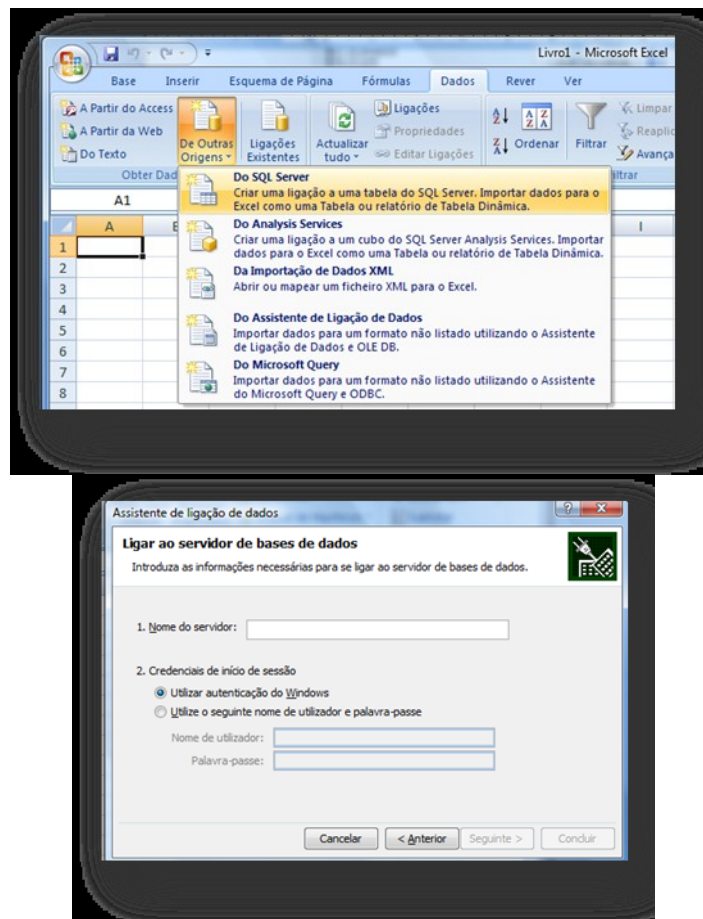 Livro1 - Microsoft Excel
Base Inserir Esquema de Página Fórmulas Dados Rever Ver
A Partir do Access
A Partir da Web
Do Texto
De Outras
Origens
Ligações
Existentes
Actualizar
tudo
Ligações
Propriedades
Editar Ligações
Ordenar
Filtrar
Limpar
A1
A
I
1
2
3
4
5
6
7
8
Do SQL Server
Criar uma ligação a uma tabela do SQL Server. Importar dados para o
Excel como uma Tabela ou relatório de Tabela Dinâmica.
Do Analysis Services
Criar uma ligação a um cubo do SQL Server Analysis Services. Importar
dados para o Excel como uma Tabela ou relatório de Tabela Dinâmica.
Da Importação de Dados XML
Abrir ou mapear um ficheiro XML para o Excel.
Do Assistente de Ligação de Dados
Importar dados para um formato não listado utilizando o Assistente
de Ligação de Dados e OLE DB.
Do Microsoft Query
Importar dados para um formato não listado utilizando o Assistente
do Microsoft Query e ODBC.
Assistente de ligação de dados
Ligar ao servidor de bases de dados
Introduza as informações necessárias para se ligar ao servidor de bases de dados.
1. Nome do servidor:
2. Credenciais de início de sessão
Utilizar autenticação do Windows
Utilize o seguinte nome de utilizador e palavra-passe
Nome de utilizador:
Palavra-passe:
Cancelar < Anterior Seguinte > Concluir